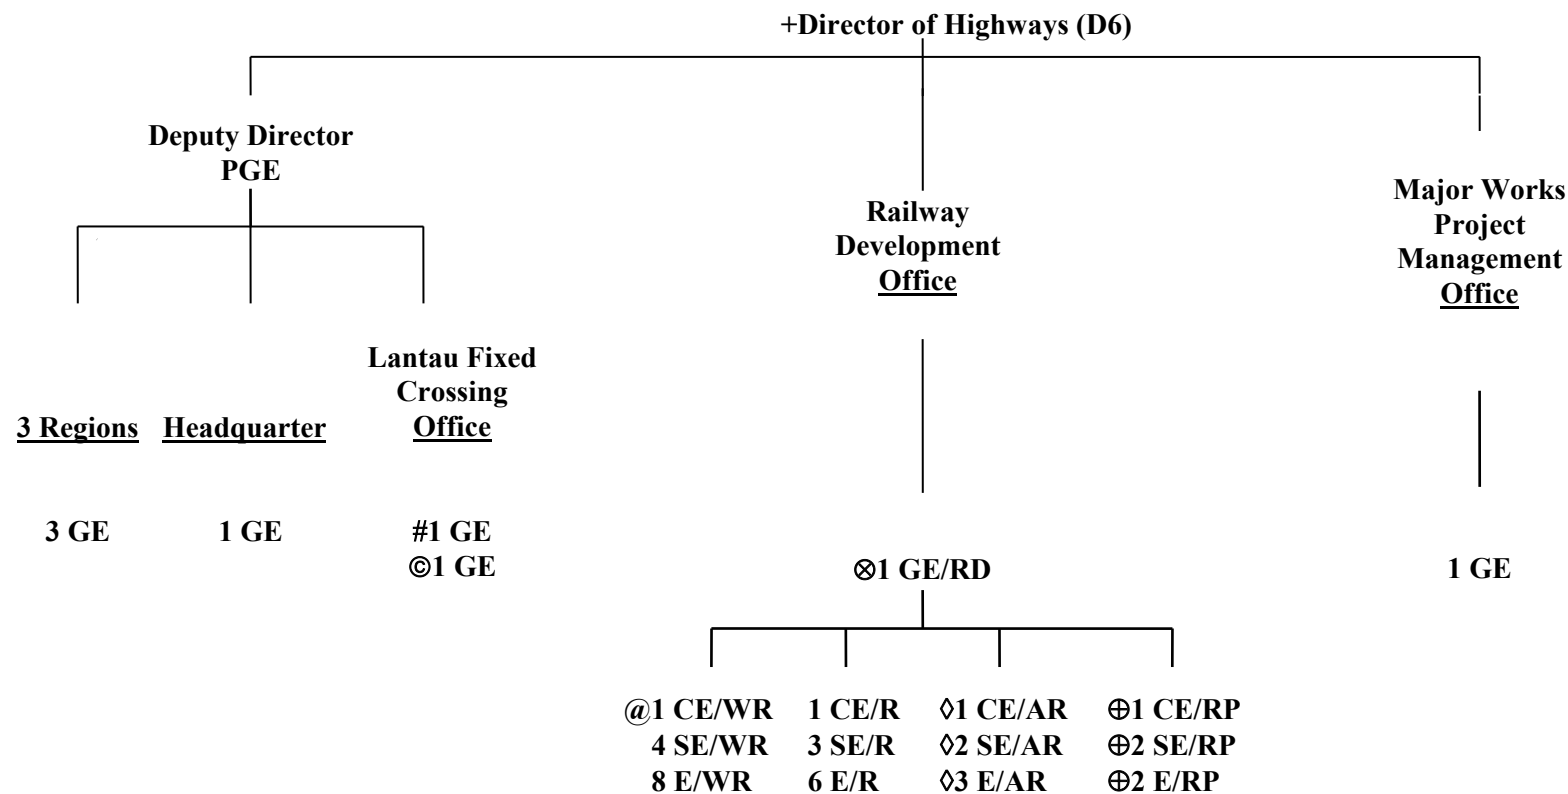 +Director of Highways (D6)
Deputy Director
PGE
Railway
Development
Office
Major Works
Project
Management
Office
3 Regions
Headquarter
Lantau Fixed
Crossing
Office
3 GE
1 GE
#1 GE
©1 GE
⊗1 GE/RD
1 GE
@1 CE/WR
4 SE/WR
8 E/WR
1 CE/R
3 SE/R
6 E/R
◊1 CE/AR
◊2 SE/AR
◊3 E/AR
⊕1 CE/RP
⊕2 SE/RP
⊕2 E/RP